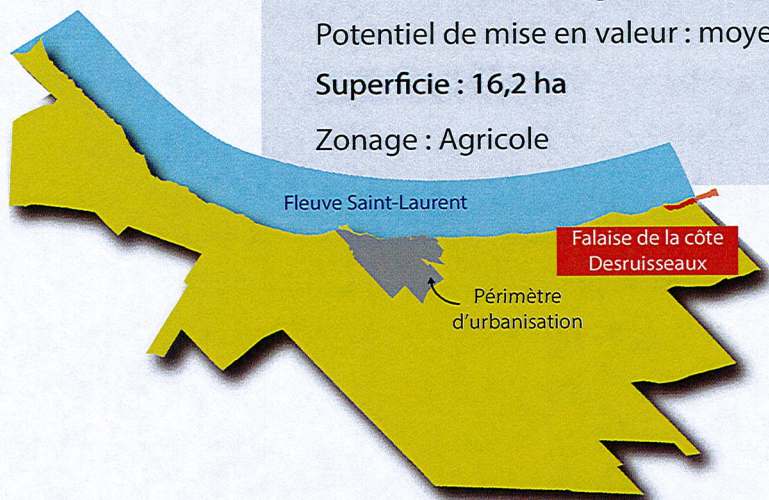 Potentiel de mise en valeur : moye
Superficie : 16,2 ha
Zonage : Agricole
Fleuve Saint-Laurent
Falaise de la côte
Desruisseaux
Périmètre
d'urbanisation